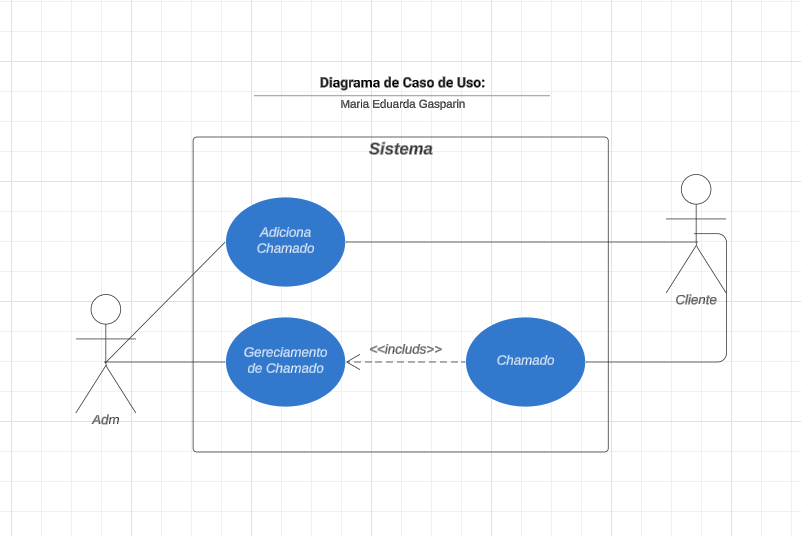 Diagrama de Caso de Uso:
Maria Eduarda Gasparin
Sistema
Adiciona
Chamado
Cliente
Gereciamento
de Chamado
<<includs>>
Chamado
Adm